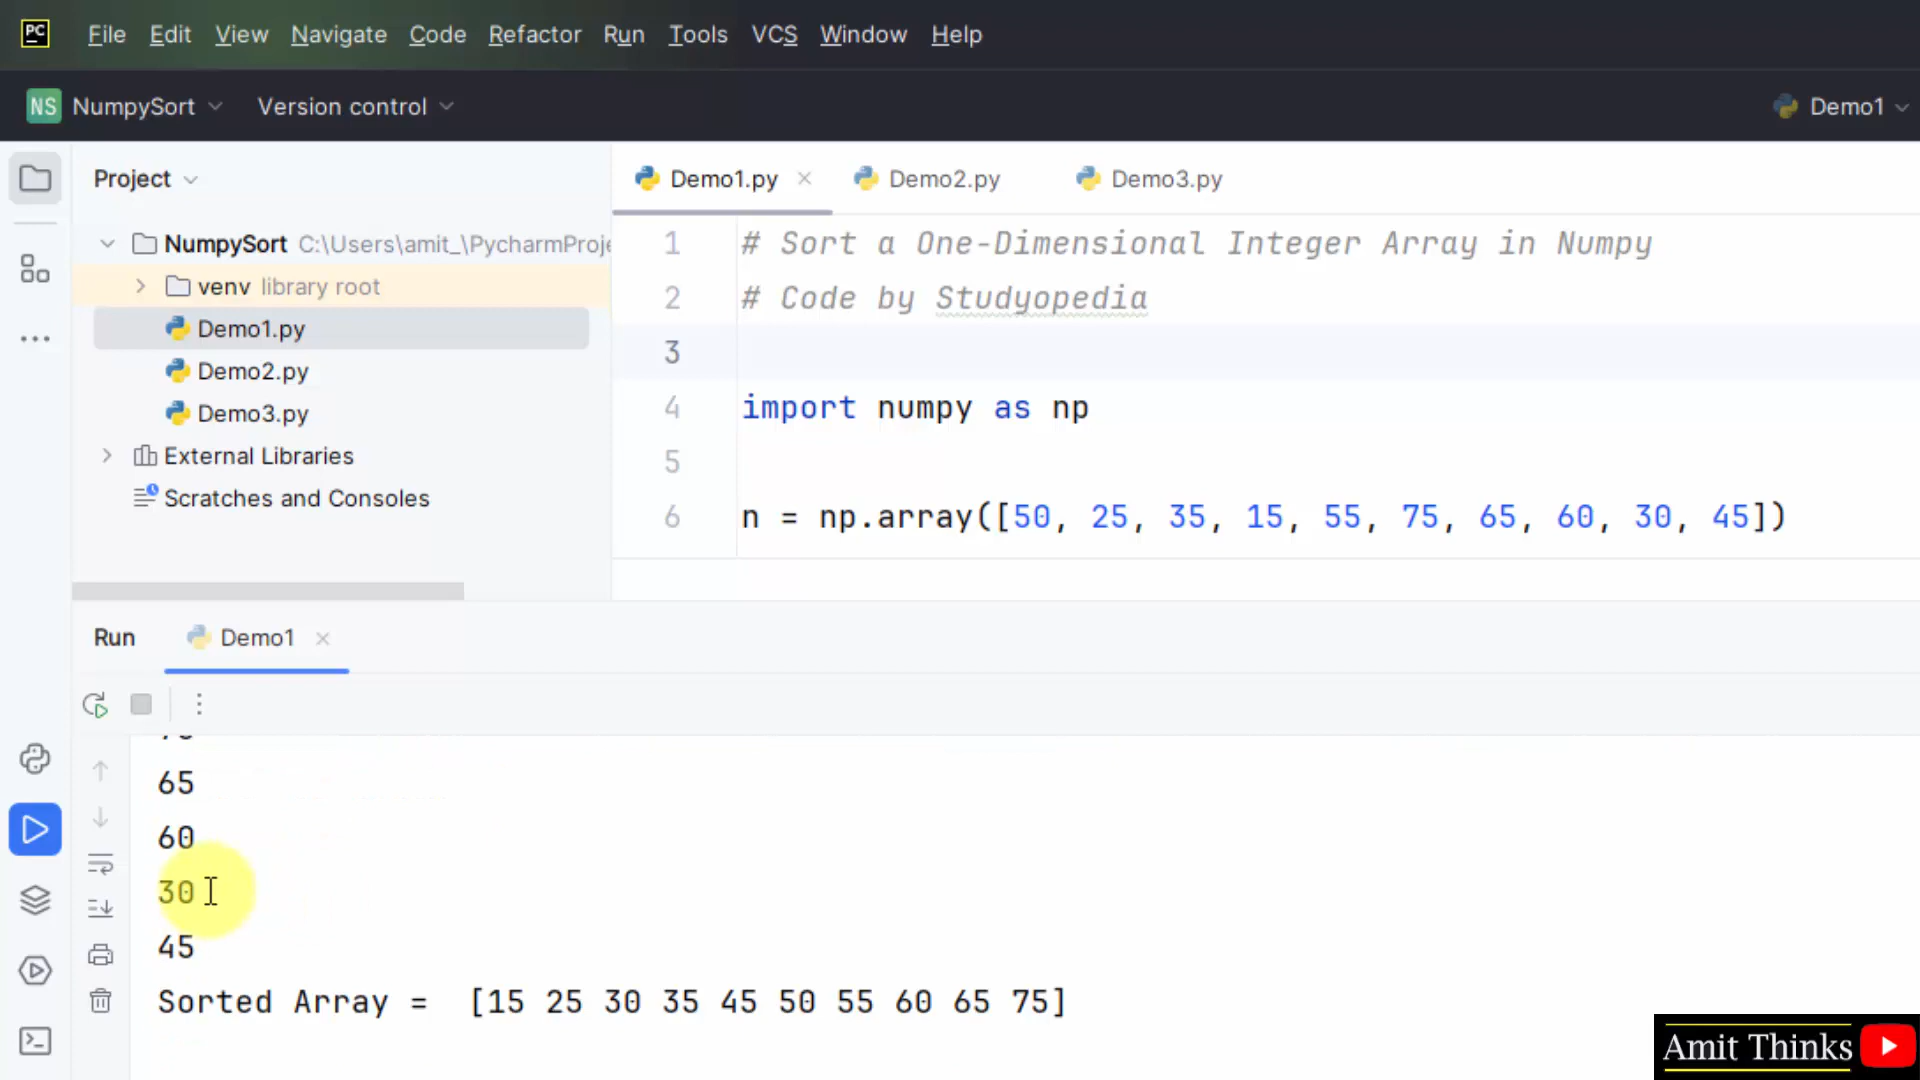 PC File Edit View Navigate Code Refactor Run Tools VCS Window Help
NS NumpySort Version control Demo1
Project Demo1.py Demo2.py Demo3.py
NumpySort C:\Users\amit_\PycharmProje
venv library root
Demo1.py
Demo2.py
Demo3.py
External Libraries
Scratches and Consoles
1 # Sort a One-Dimensional Integer Array in Numpy
2 # Code by Studyopedia
3
4 import numpy as np
5
6 n = np.array([50, 25, 35, 15, 55, 75, 65, 60, 30, 45])
Run Demo1
65
60
30
45
Sorted Array = [15 25 30 35 45 50 55 60 65 75]
Amit Thinks